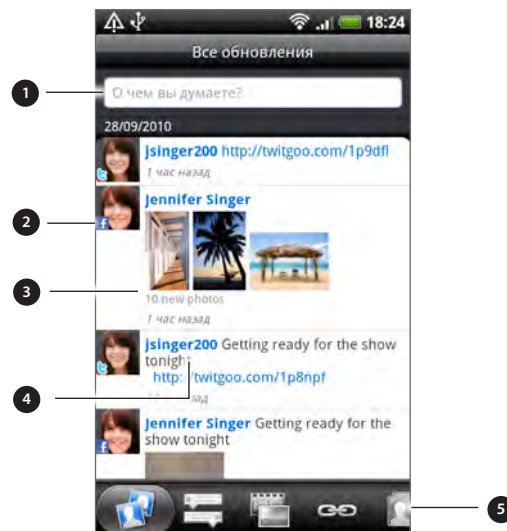 18:24
Все обновления
1
О чем вы думаете?
28/09/2010
jsinger200 http://twitgoo.com/1p9dfl
1 час назад
2
Jennifer Singer
3
10 new photos
1 час назад
jsinger200 Getting ready for the show
tonight
http://twitgoo.com/1p8npf
4
Jennifer Singer Getting ready for the
show tonight
5